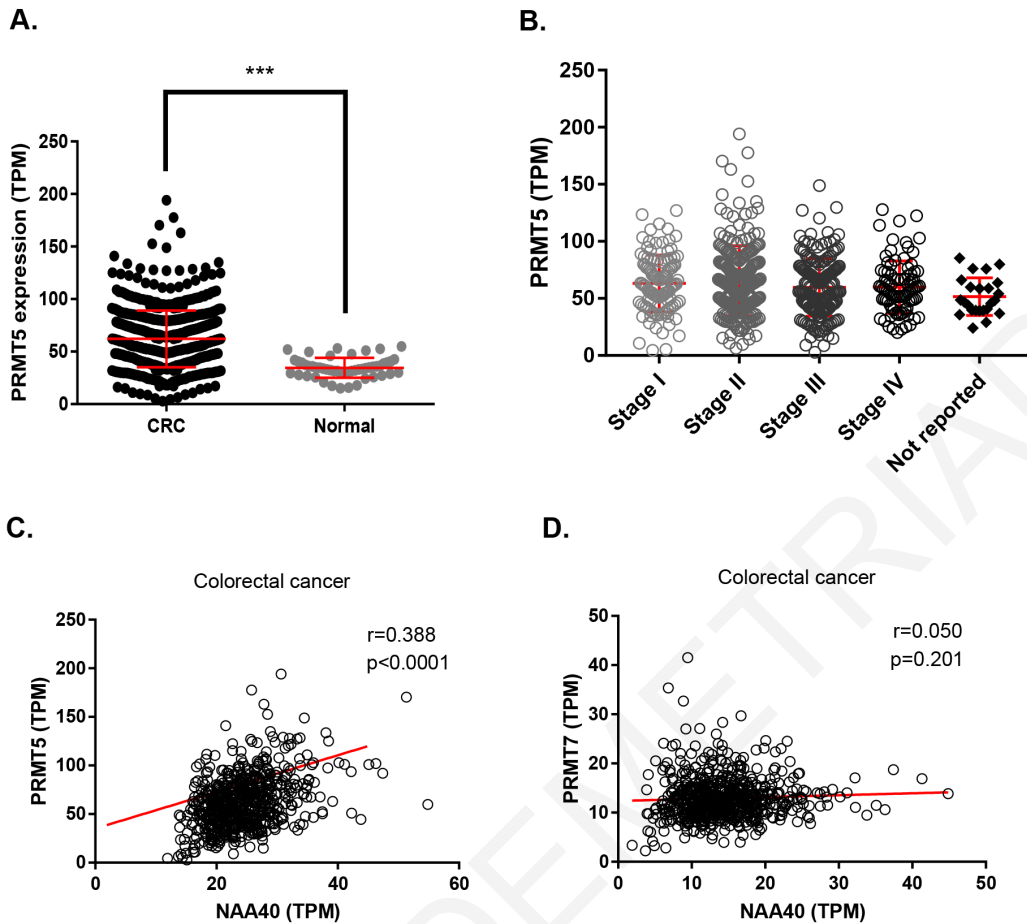 A.
***
PRMT5 expression (TPM)
250
200
150
100
50
0
CRC
Normal
B.
PRMT5 (TPM)
250
200
150
100
50
0
Stage I
Stage II
Stage III
Stage IV
Not reported
C.
Colorectal cancer
r=0.388
p<0.0001
PRMT5 (TPM)
250
200
150
100
50
0
0
20
40
60
NAA40 (TPM)
D.
Colorectal cancer
r=0.050
p=0.201
PRMT7 (TPM)
50
40
30
20
10
0
0
10
20
30
40
50
NAA40 (TPM)
DEMETRIAD